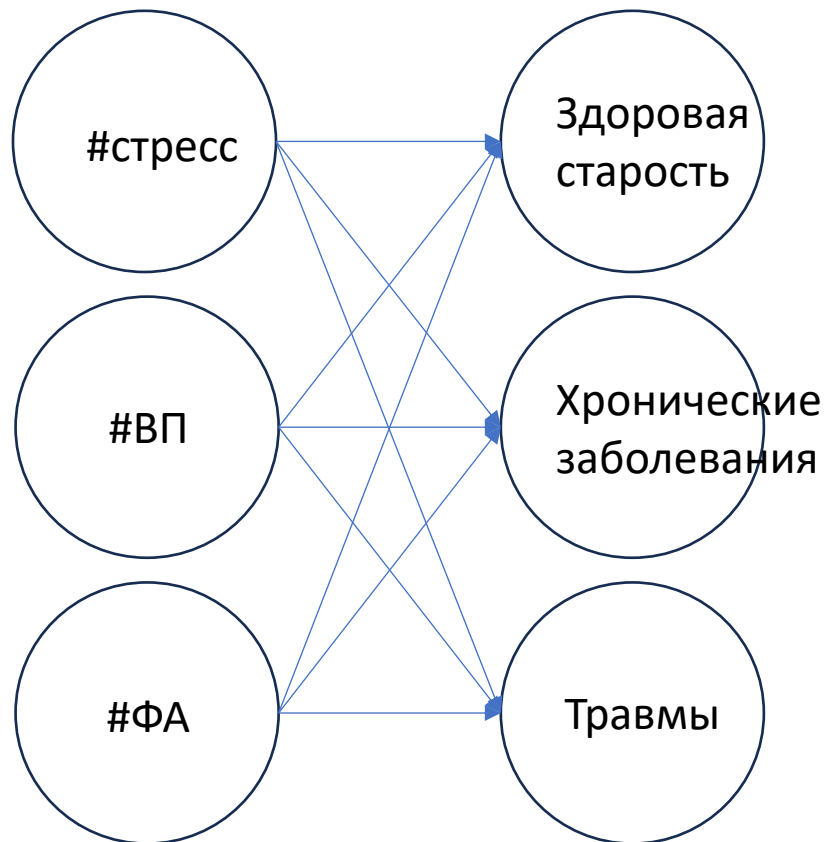 #стресс
Здоровая
старость
#ВП
Хронические
заболевания
#ФА
Травмы